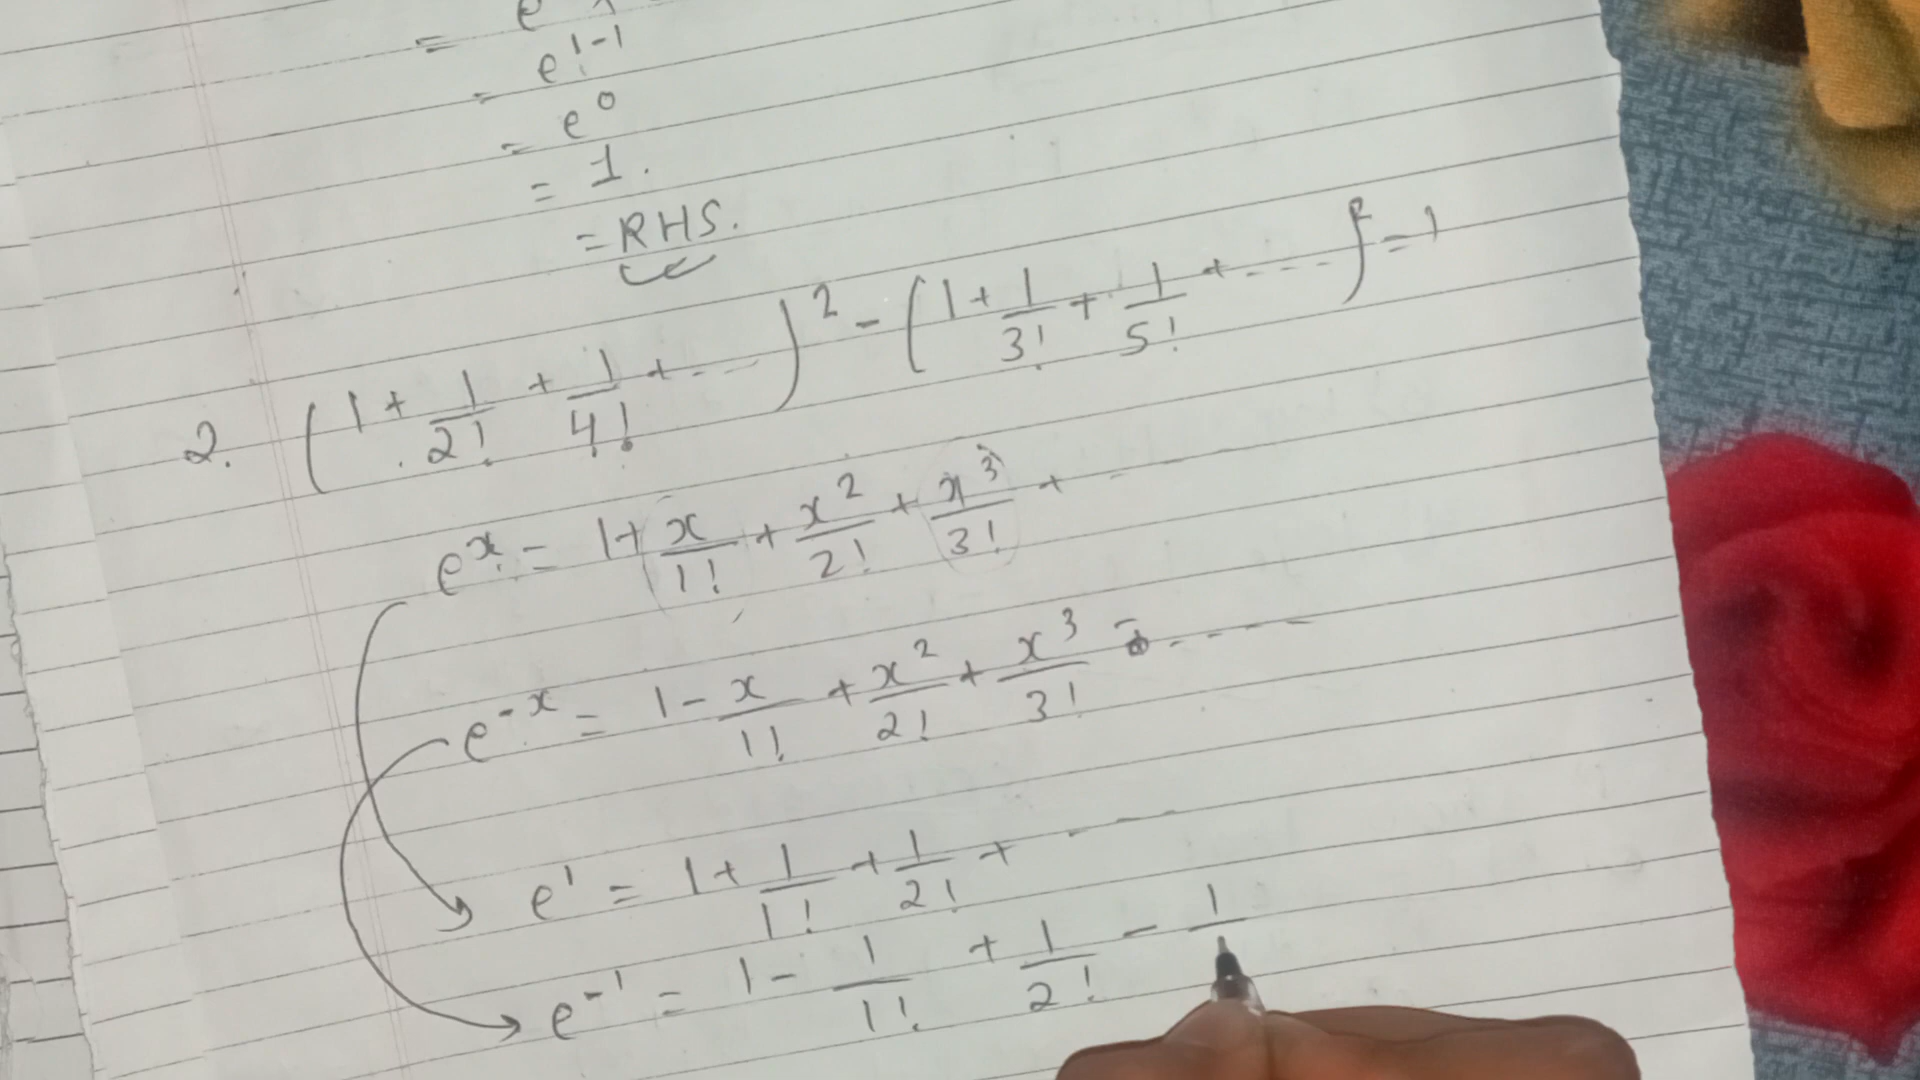 = e
= e^{1-1}
= e^0
= 1.
= RHS.
2. (1 + 1/2! + 1/4! + ---)^2 - (1 + 1/3! + 1/5! + ----)^2 = 1
e^x = 1 + x/1! + x^2/2! + x^3/3! + ----
e^{-x} = 1 - x/1! + x^2/2! + x^3/3! - ----
e^1 = 1 + 1/1! + 1/2! + ----
e^{-1} = 1 - 1/1! + 1/2! - 1/